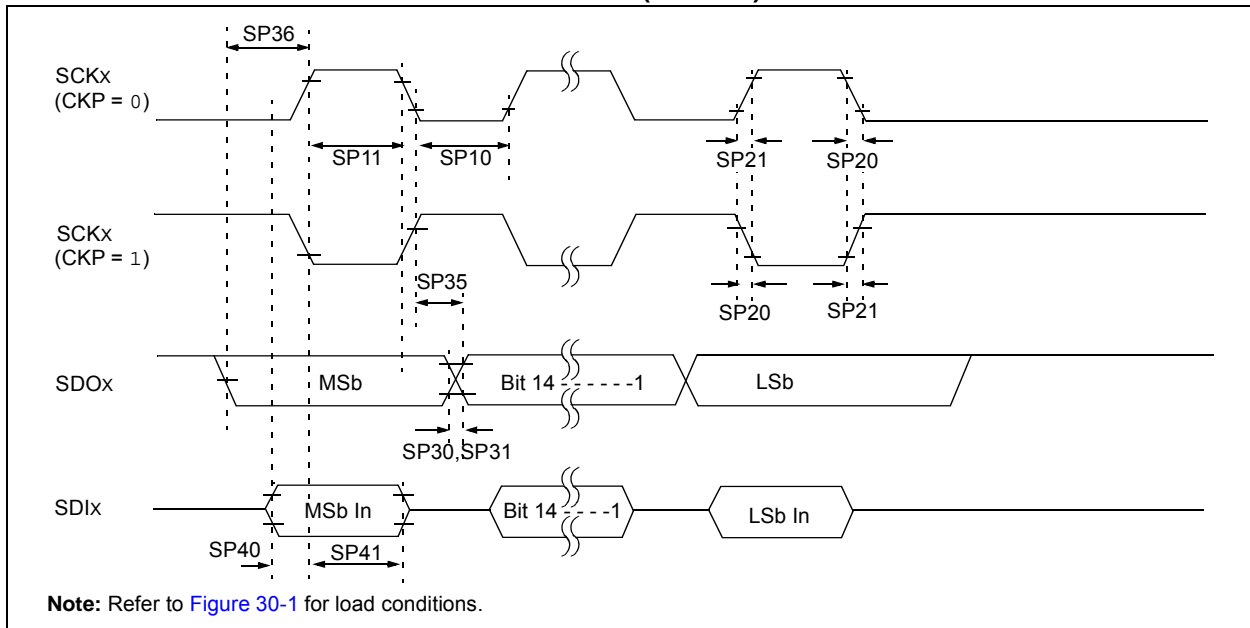 SP36
SCKx
(CKP = 0)
SP11
SP10
SP21
SP20
SCKx
(CKP = 1)
SP35
SP20
SP21
SDOx
MSb
Bit 14 - - - - - -1
LSb
SP30,SP31
SDIx
MSb In
Bit 14 - - - -1
LSb In
SP40
SP41
Note: Refer to Figure 30-1 for load conditions.